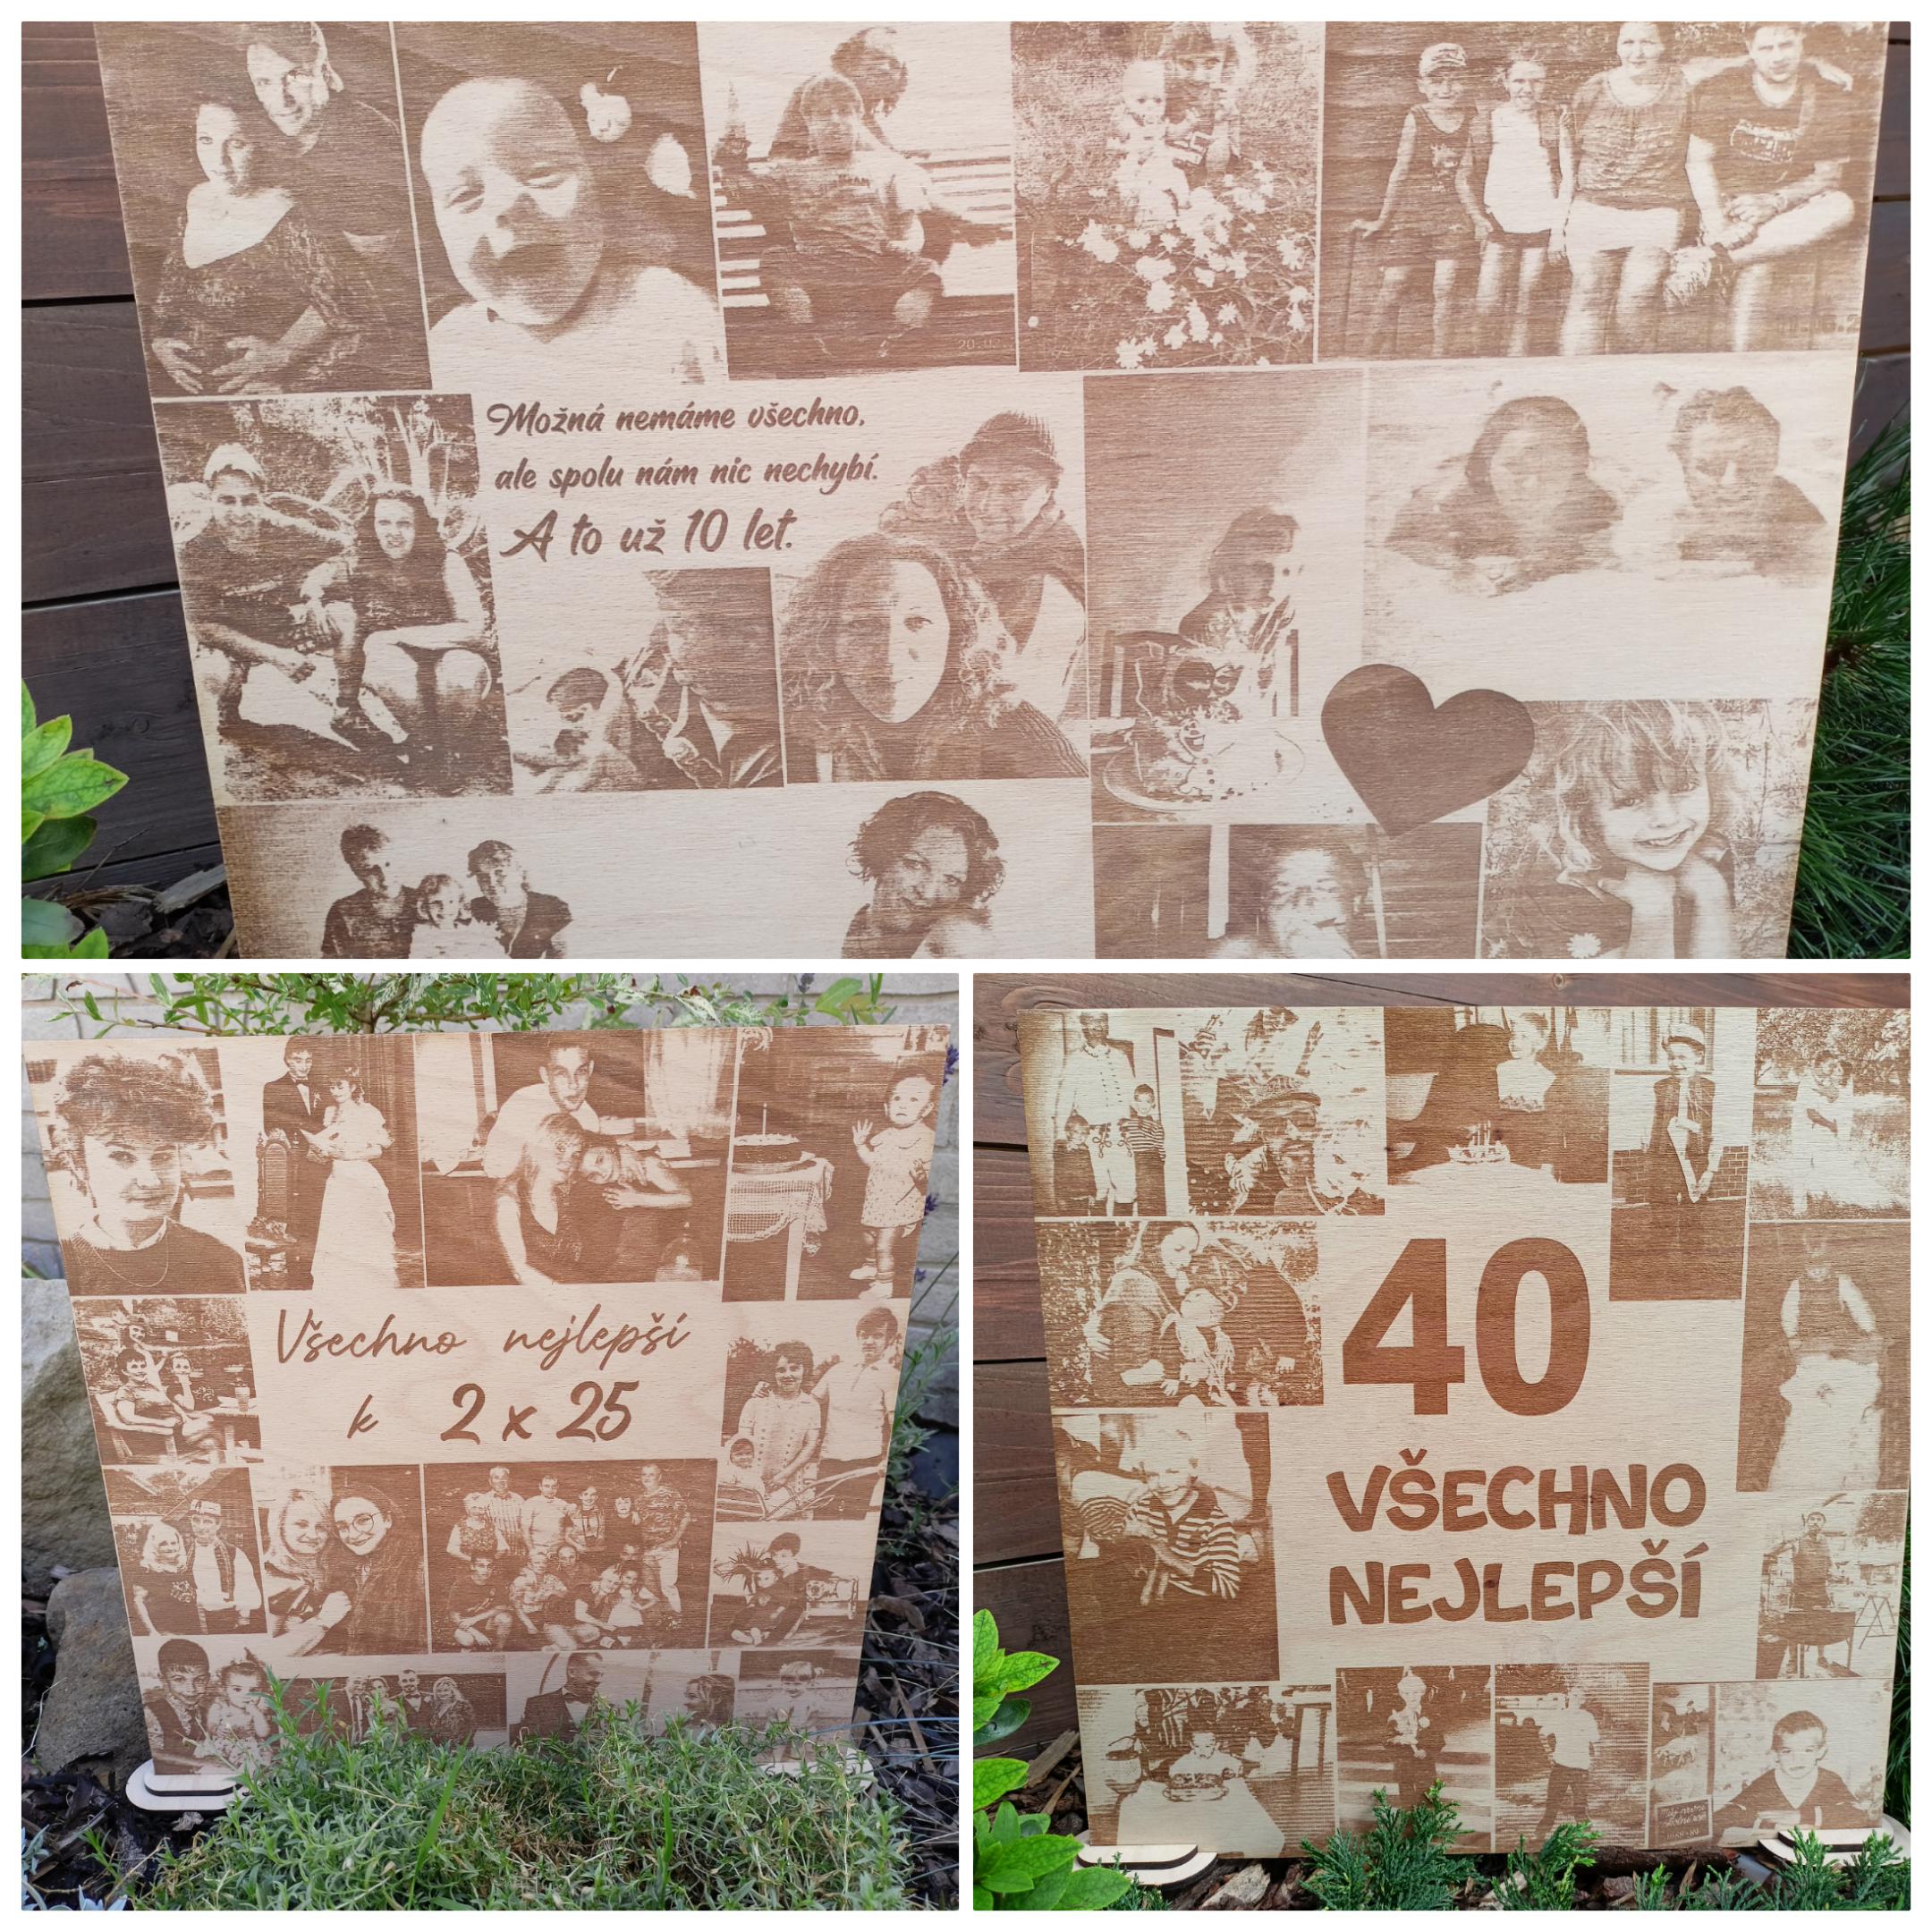 Možná nemáme všechno,
ale spolu nám nic nechybí.
A to už 10 let.
Všechno nejlepší
k 2 x 25
40
VŠECHNO
NEJLEPŠÍ